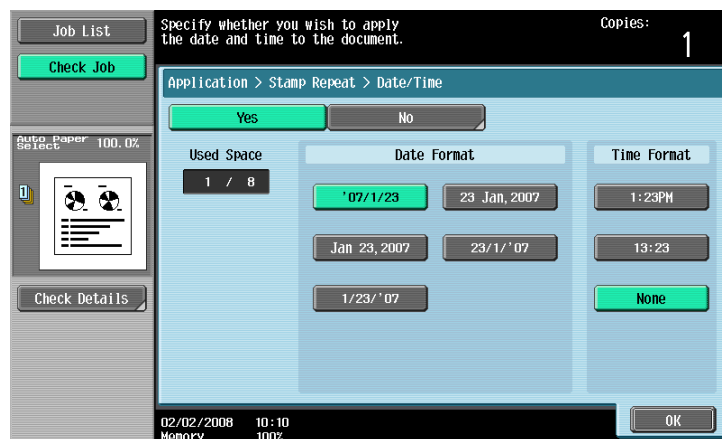 Job List
Check Job
Auto Paper
Select
100.0%
1
Check Details
Specify whether you wish to apply
the date and time to the document.
Copies:
1
Application > Stamp Repeat > Date/Time
Yes
No
Used Space
1 / 8
Date Format
'07/1/23
23 Jan,2007
Jan 23,2007
23/1/'07
1/23/'07
Time Format
1:23PM
13:23
None
02/02/2008 10:10
Memory 100%
OK